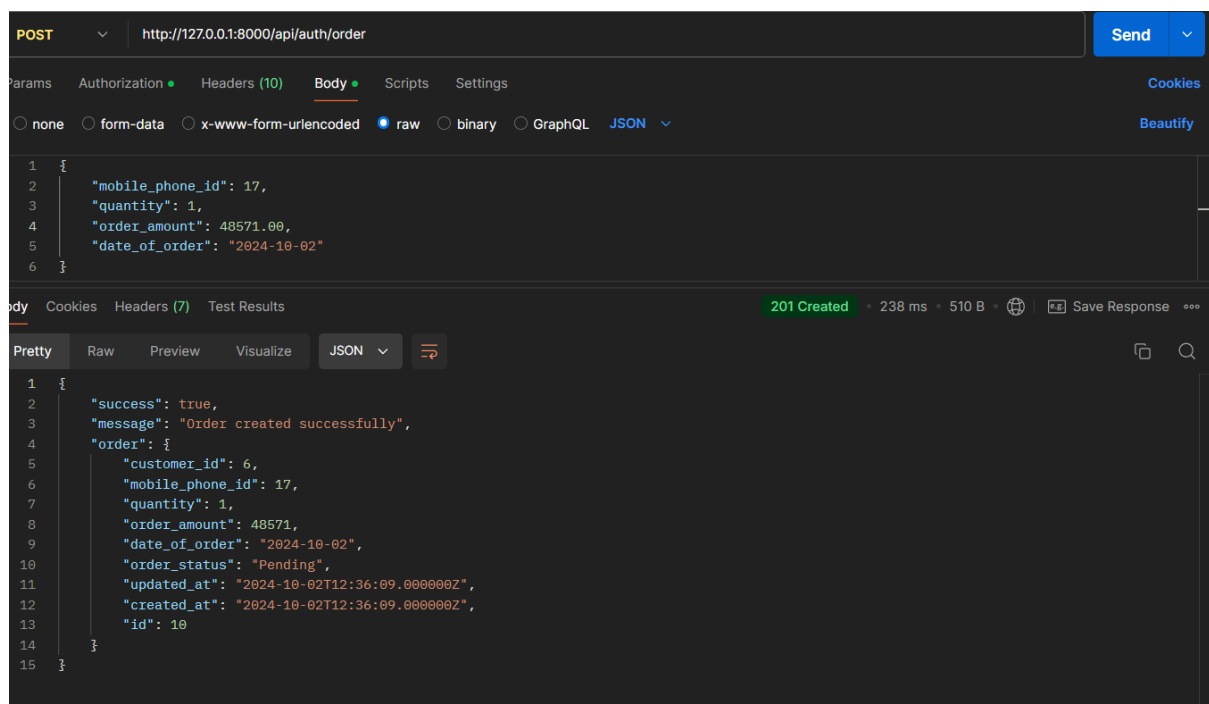 POST http://127.0.0.1:8000/api/auth/order Send
Params Authorization Headers (10) Body Scripts Settings Cookies
none form-data x-www-form-urlencoded raw binary GraphQL JSON Beautify
1 {
2 "mobile_phone_id": 17,
3 "quantity": 1,
4 "order_amount": 48571.00,
5 "date_of_order": "2024-10-02"
6 }
ody Cookies Headers (7) Test Results 201 Created 238 ms 510 B e.g. Save Response
Pretty Raw Preview Visualize JSON
1 {
2 "success": true,
3 "message": "Order created successfully",
4 "order": {
5 "customer_id": 6,
6 "mobile_phone_id": 17,
7 "quantity": 1,
8 "order_amount": 48571,
9 "date_of_order": "2024-10-02",
10 "order_status": "Pending",
11 "updated_at": "2024-10-02T12:36:09.000000Z",
12 "created_at": "2024-10-02T12:36:09.000000Z",
13 "id": 10
14 }
15 }